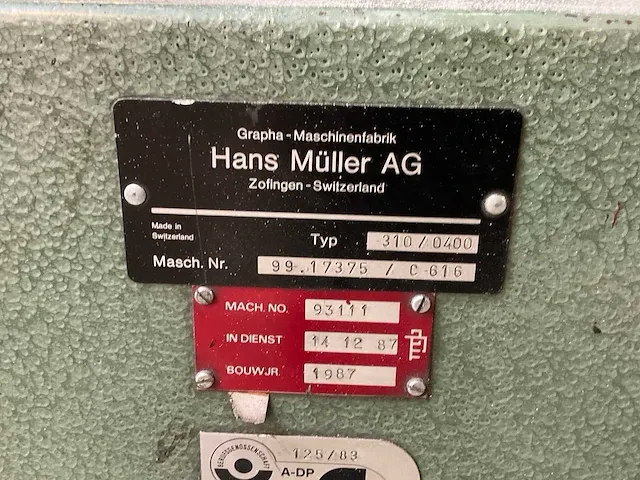 Grapha - Maschinenfabrik
Hans Müller AG
Zofingen - Switzerland
Made in
Switzerland
Typ 310/0400
Masch. Nr. 99.17375 / C-616
MACH. NO. 93111
IN DIENST 14 12 87
BOUWJR. 1987
125/83
BERUFSGENOSSENSCHAFT
A-DP